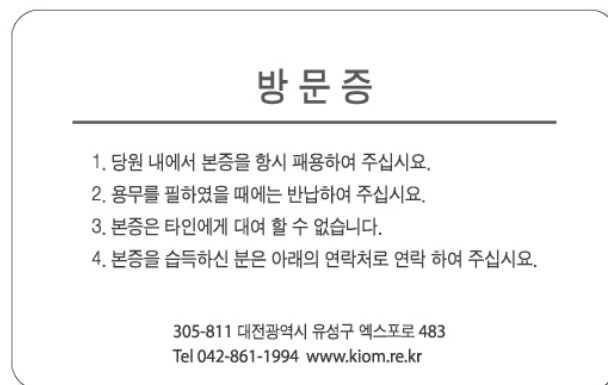 방문증
1. 당원 내에서 본증을 항시 패용하여 주십시요.
2. 용무를 필하였을 때에는 반납하여 주십시요.
3. 본증은 타인에게 대여 할 수 없습니다.
4. 본증을 습득하신 분은 아래의 연락처로 연락 하여 주십시요.
305-811 대전광역시 유성구 엑스포로 483
Tel 042-861-1994 www.kiom.re.kr